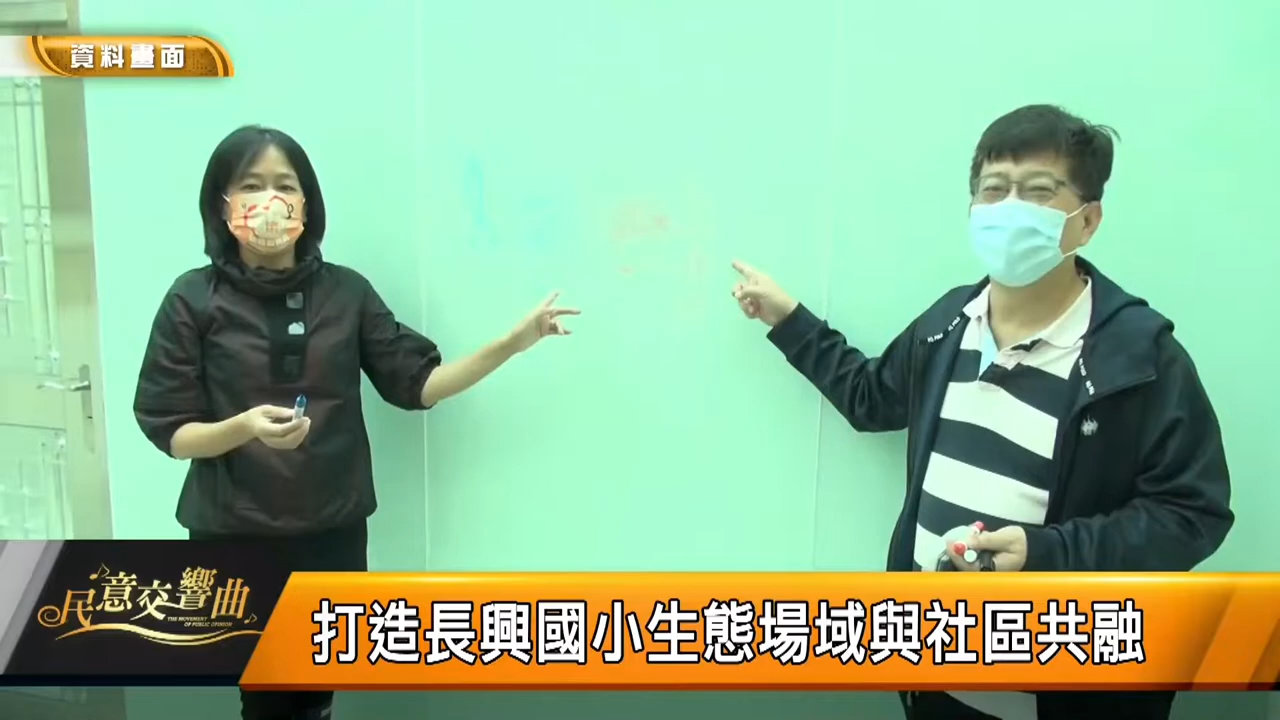 資料畫面
民意交響曲
THE MOVEMENT
OF PUBLIC OPINION
打造長興國小生態場域與社區共融